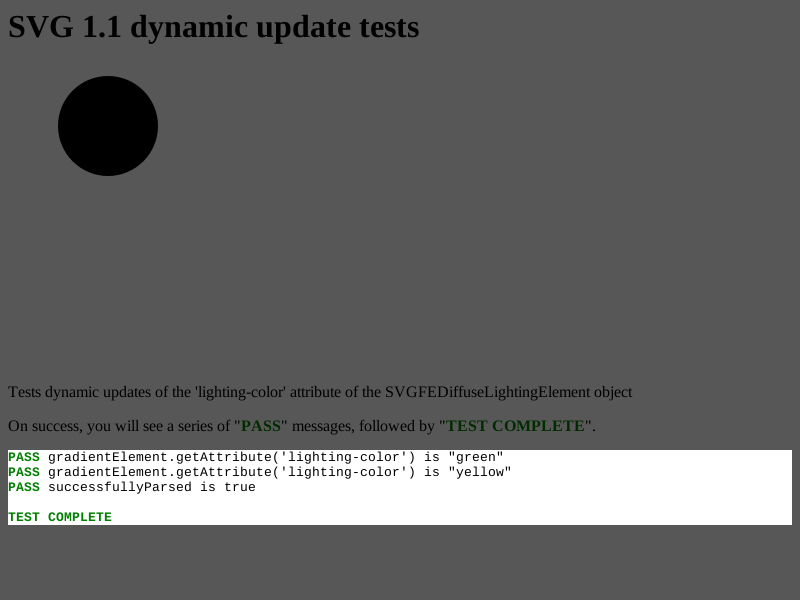 SVG 1.1 dynamic update tests
Tests dynamic updates of the 'lighting-color' attribute of the SVGFEDiffuseLightingElement object
On success, you will see a series of "PASS" messages, followed by "TEST COMPLETE".
PASS gradientElement.getAttribute('lighting-color') is "green"
PASS gradientElement.getAttribute('lighting-color') is "yellow"
PASS successfullyParsed is true
TEST COMPLETE